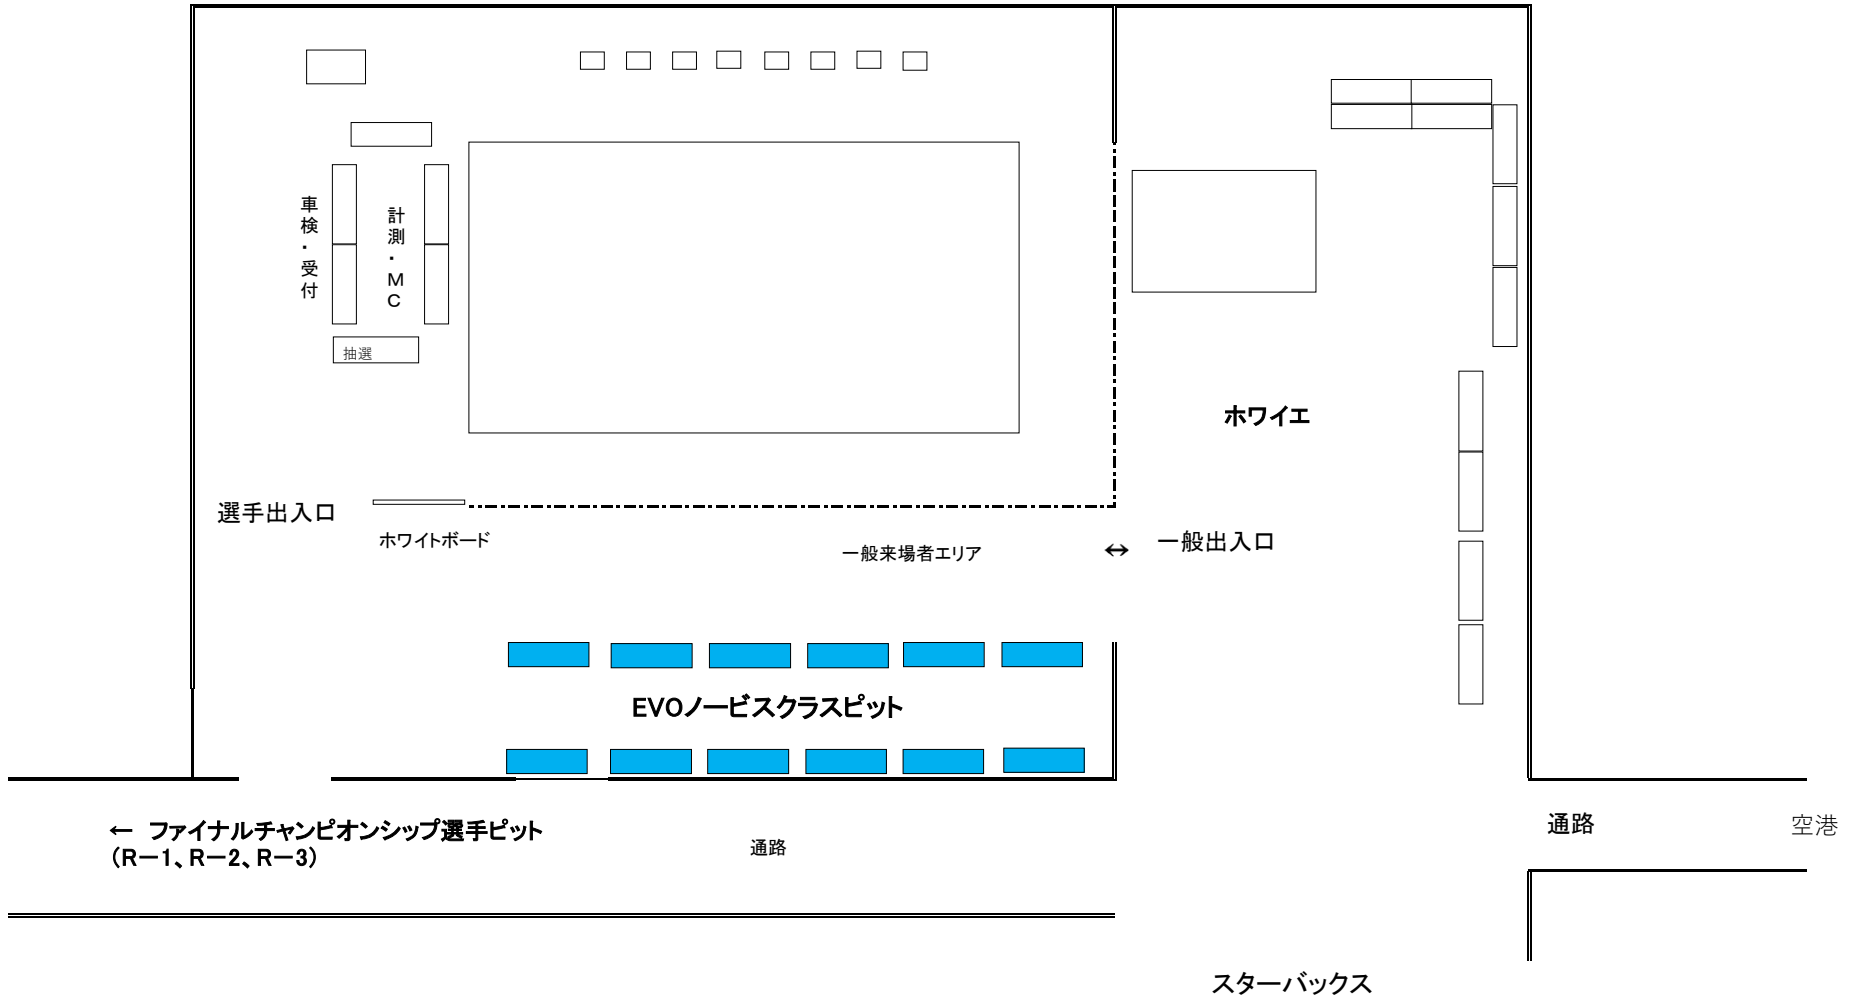 車検・受付
計測・MC
抽選
ホワイエ
選手出入口
ホワイトボード
一般来場者エリア
↔
一般出入口
EVOノービスクラスピット
← ファイナルチャンピオンシップ選手ピット
（R－1、R－2、R－3）
通路
通路
空港
スターバックス